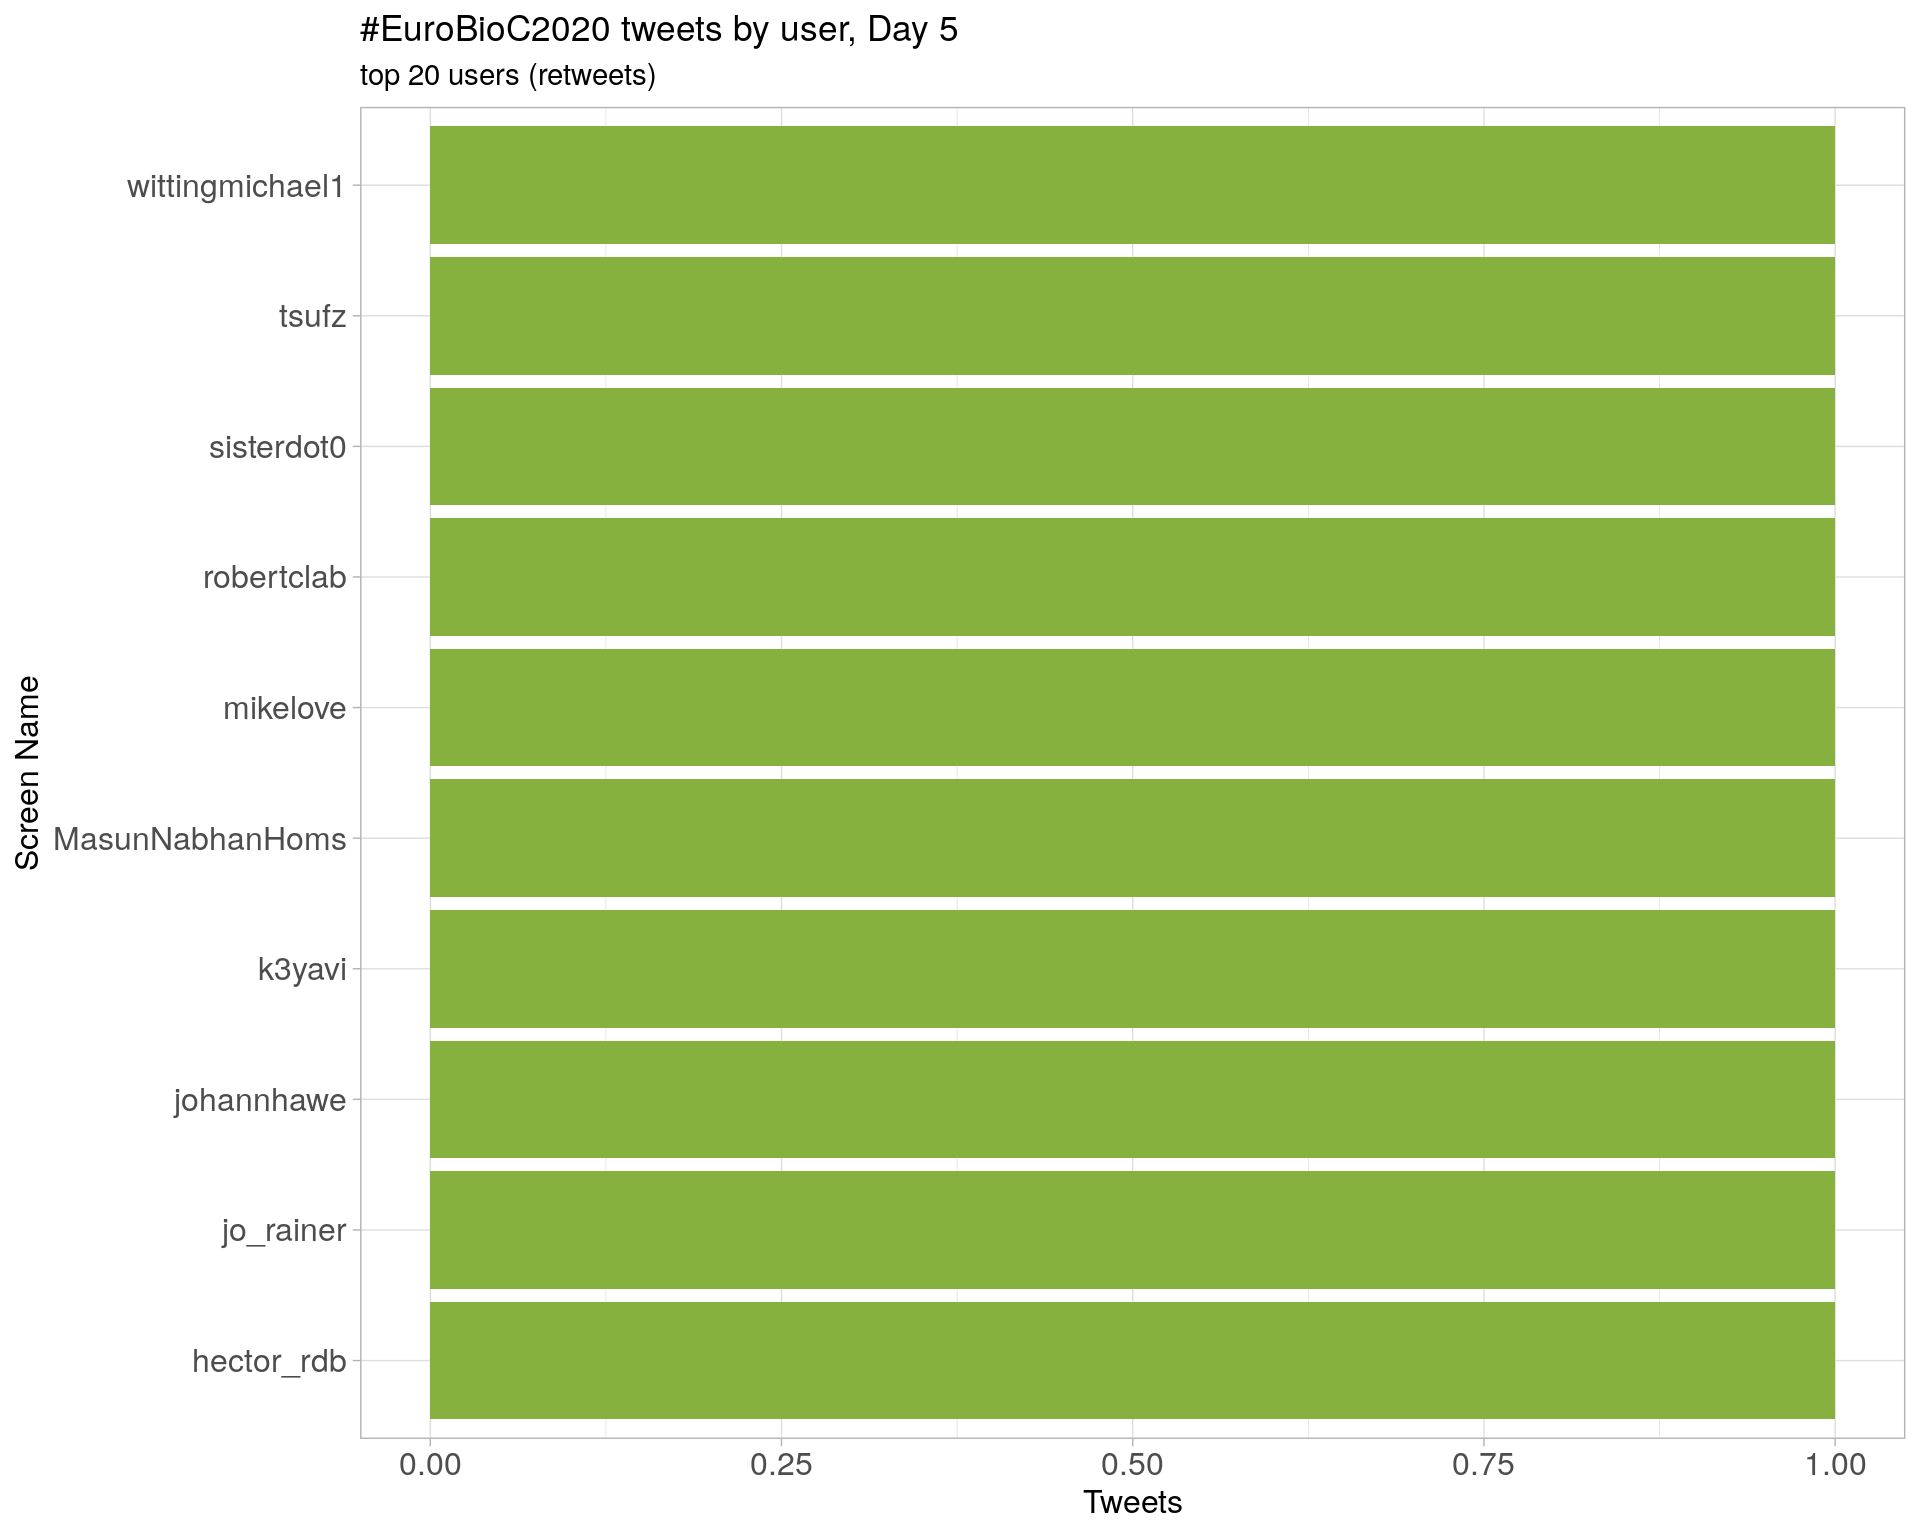 #EuroBioC2020 tweets by user, Day 5
top 20 users (retweets)
Screen Name
wittingmichael1
tsufz
sisterdot0
robertclab
mikelove
MasunNabhanHoms
k3yavi
johannhawe
jo_rainer
hector_rdb
0.00 0.25 0.50 0.75 1.00
Tweets